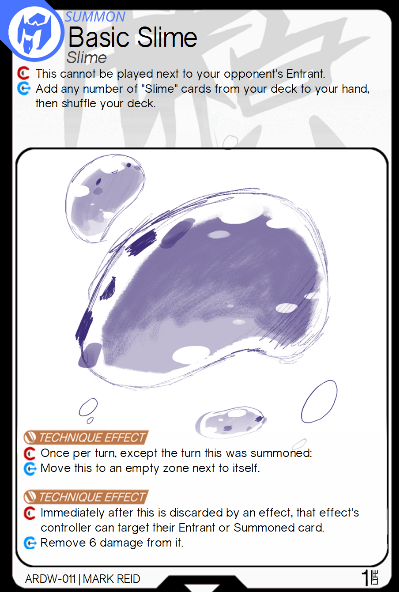 SUMMON
Basic Slime
Slime
This cannot be played next to your opponent's Entrant.
Add any number of "Slime" cards from your deck to your hand,
then shuffle your deck.
TECHNIQUE EFFECT
Once per turn, except the turn this was summoned:
Move this to an empty zone next to itself.
TECHNIQUE EFFECT
Immediately after this is discarded by an effect, that effect's
controller can target their Entrant or Summoned card.
Remove 6 damage from it.
ARDW-011 | MARK REID
1